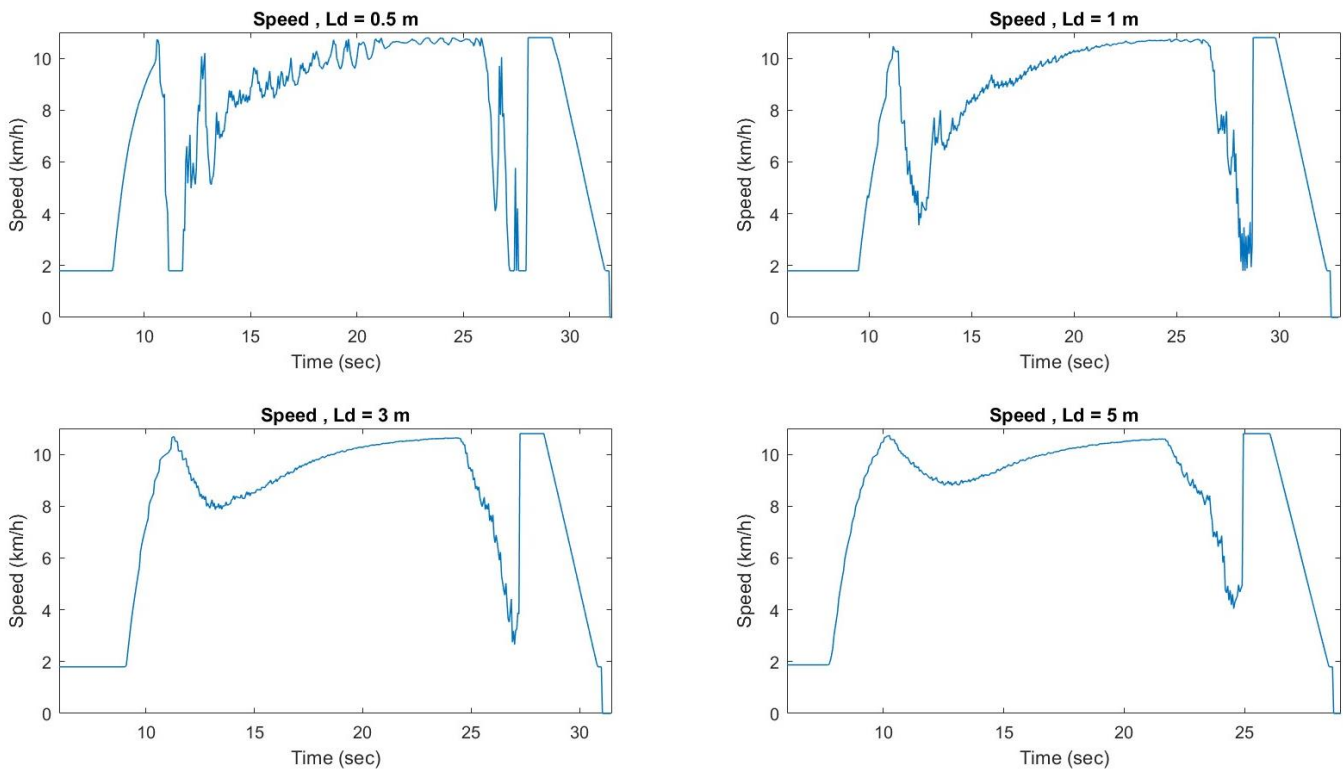 Speed , Ld = 0.5 m
10
8
6
4
2
0
Speed (km/h)
10 15 20 25 30
Time (sec)
Speed , Ld = 1 m
10
8
6
4
2
0
Speed (km/h)
10 15 20 25 30
Time (sec)
Speed , Ld = 3 m
10
8
6
4
2
0
Speed (km/h)
10 15 20 25 30
Time (sec)
Speed , Ld = 5 m
10
8
6
4
2
0
Speed (km/h)
10 15 20 25
Time (sec)